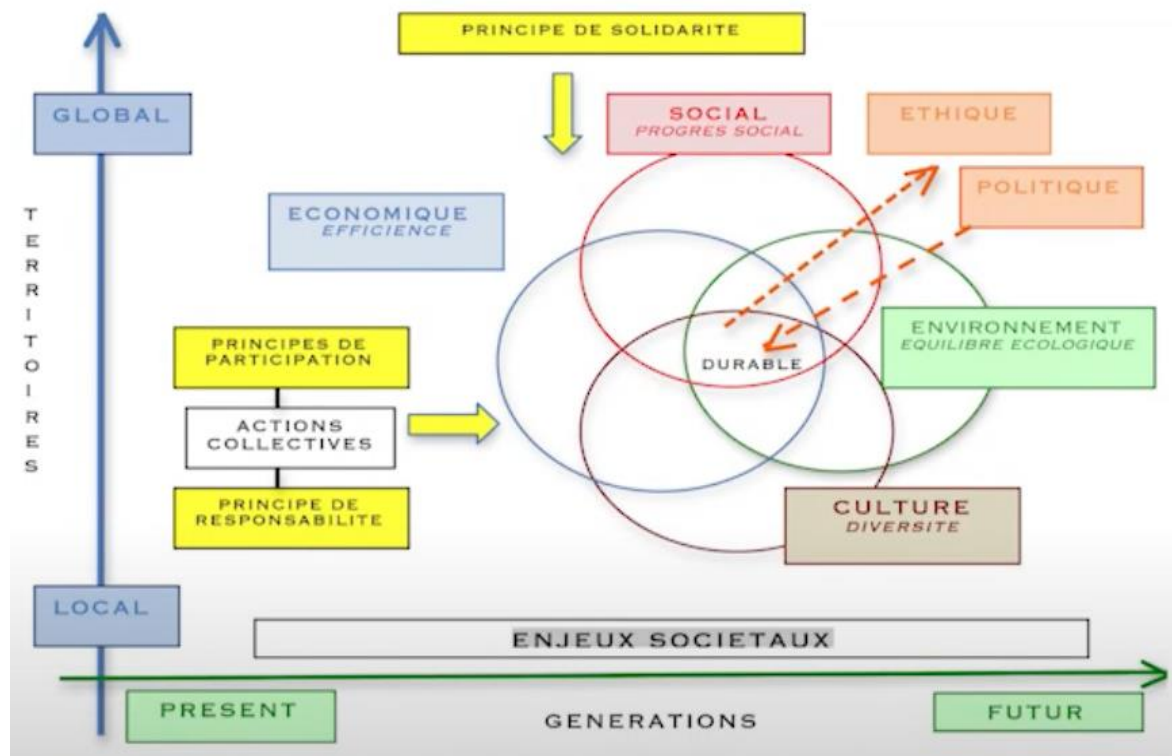 PRINCIPE DE SOLIDARITE
GLOBAL
SOCIAL
PROGRES SOCIAL
ETHIQUE
POLITIQUE
ECONOMIQUE
EFFICIENCE
TERRITOIRES
ENVIRONNEMENT
EQUILIBRE ECOLOGIQUE
PRINCIPES DE
PARTICIPATION
DURABLE
ACTIONS
COLLECTIVES
PRINCIPE DE
RESPONSABILITE
CULTURE
DIVERSITE
LOCAL
ENJEUX SOCIETAUX
PRESENT
GENERATIONS
FUTUR